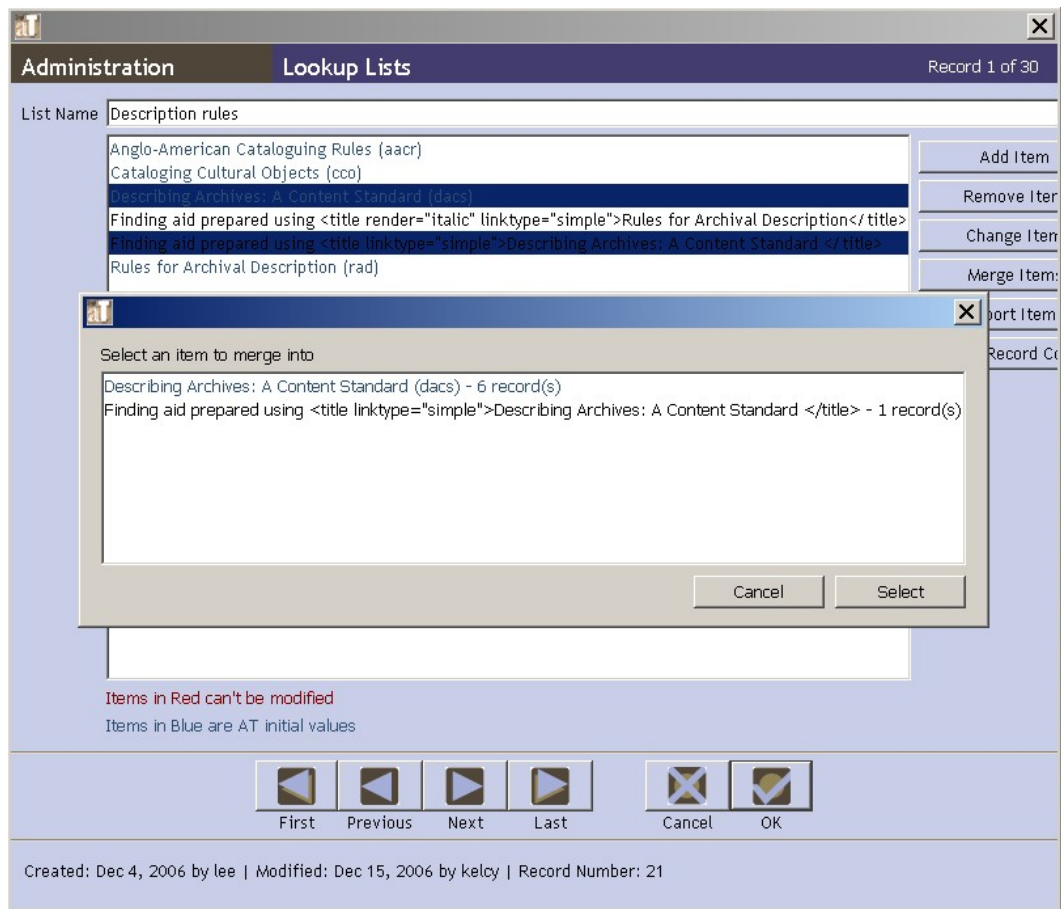 aT
Administration
Lookup Lists
Record 1 of 30
List Name
Description rules
Anglo-American Cataloguing Rules (aacr)
Cataloging Cultural Objects (cco)
Describing Archives: A Content Standard (dacs)
Finding aid prepared using <title render="italic" linktype="simple">Rules for Archival Description</title>
Finding aid prepared using <title linktype="simple">Describing Archives: A Content Standard </title>
Rules for Archival Description (rad)
Add Item
Remove Iter
Change Iten
Merge Item:
port Item
Record Co
aT
Select an item to merge into
Describing Archives: A Content Standard (dacs) - 6 record(s)
Finding aid prepared using <title linktype="simple">Describing Archives: A Content Standard </title> - 1 record(s)
Cancel
Select
Items in Red can't be modified
Items in Blue are AT initial values
First
Previous
Next
Last
Cancel
OK
Created: Dec 4, 2006 by lee | Modified: Dec 15, 2006 by kelcy | Record Number: 21